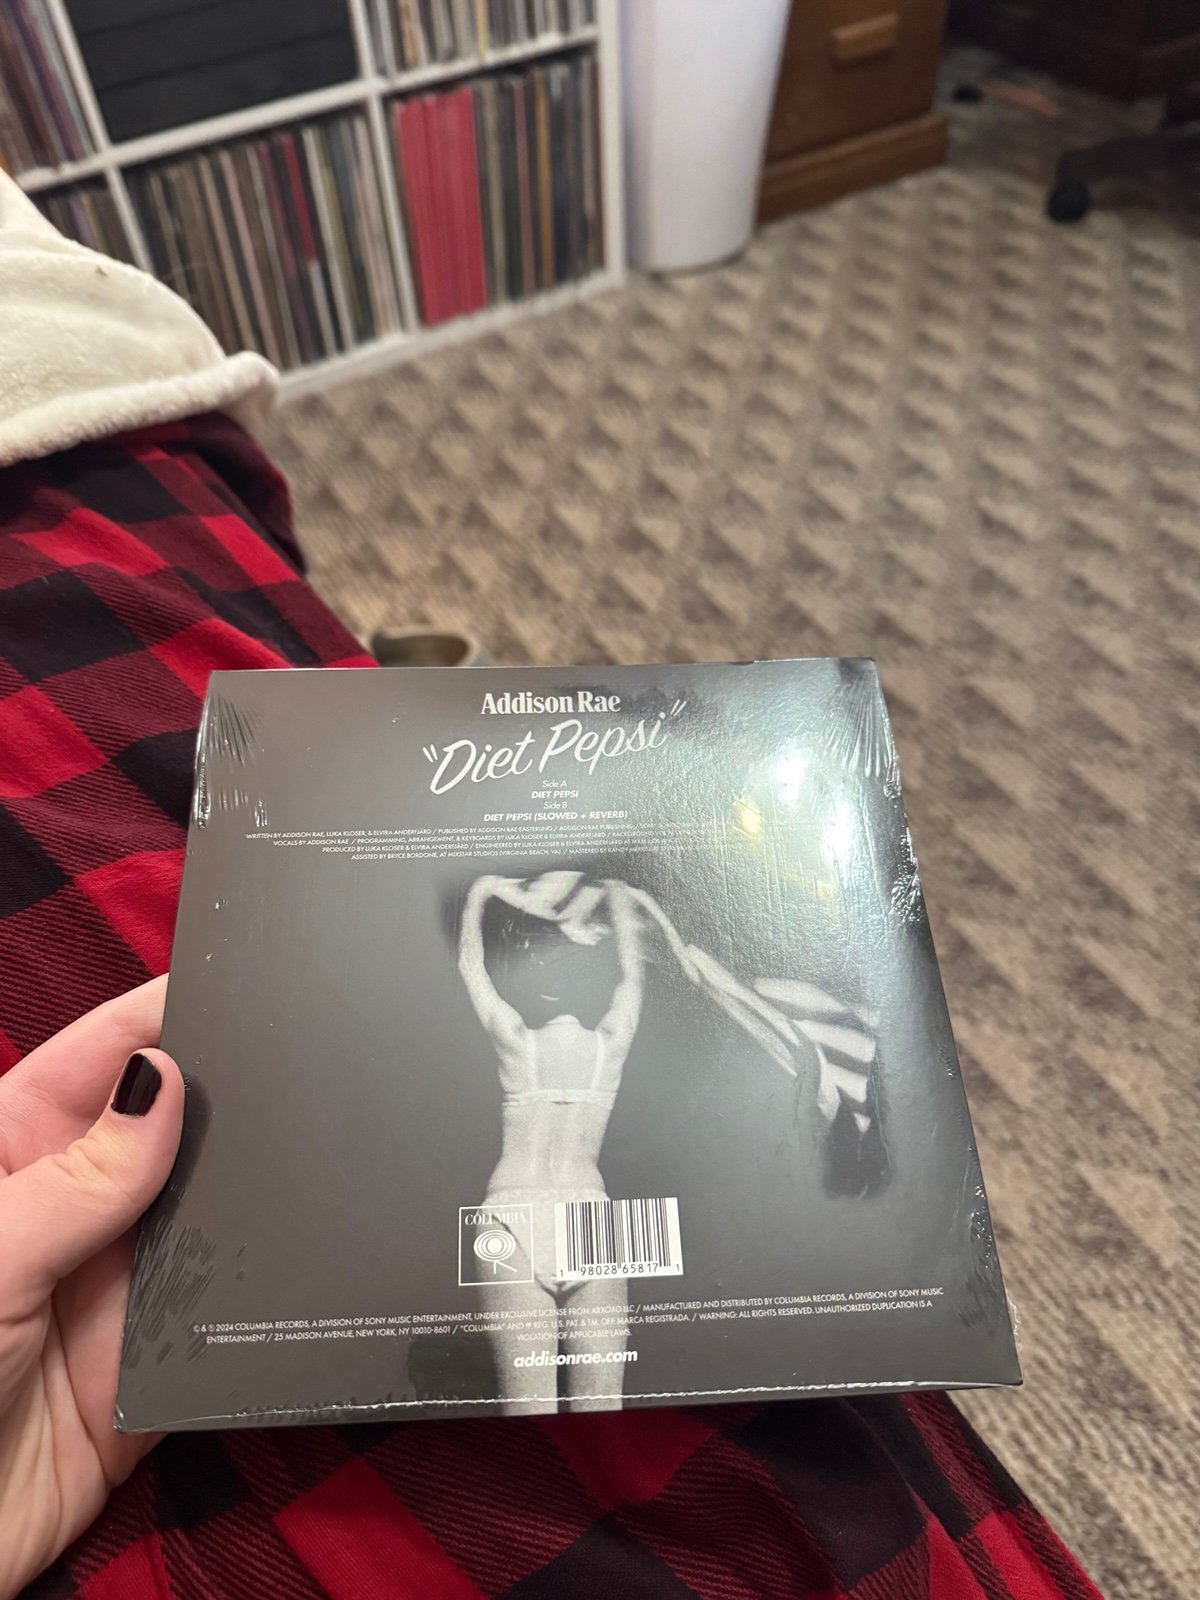 Addison Rae
"Diet Pepsi"
Side A
DIET PEPSI
Side B
DIET PEPSI (SLOWED + REVERB)
WRITTEN BY ADDISON RAE, LUKA KLOSER, & ELVIRA ANDERFJÄRD / PUBLISHED BY ADDISON RAE EASTERLING / ADDISON RAE PUBLISHING /
VOCALS BY ADDISON RAE / PROGRAMMING, ARRANGEMENT, & KEYBOARDS BY LUKA KLOSER & ELVIRA ANDERFJÄRD /
PRODUCED BY LUKA KLOSER & ELVIRA ANDERFJÄRD / ENGINEERED BY LUKA KLOSER & ELVIRA ANDERFJÄRD AT MXM
ASSISTED BY BRYCE BORDONE, AT MIXSTAR STUDIOS (VIRGINIA BEACH, VA) / MASTERED BY RANDY
COLUMBIA
1 98028 65817 1
© & ℗ 2024 COLUMBIA RECORDS, A DIVISION OF SONY MUSIC ENTERTAINMENT, UNDER EXCLUSIVE LICENSE FROM ARXOXO LLC / MANUFACTURED AND DISTRIBUTED BY COLUMBIA RECORDS, A DIVISION OF SONY MUSIC
ENTERTAINMENT / 25 MADISON AVENUE, NEW YORK, NY 10010-8601 / "COLUMBIA" AND REG. U.S. PAT. & TM. OFF. MARCA REGISTRADA. / WARNING: ALL RIGHTS RESERVED. UNAUTHORIZED DUPLICATION IS A
VIOLATION OF APPLICABLE LAWS.
addisonrae.com